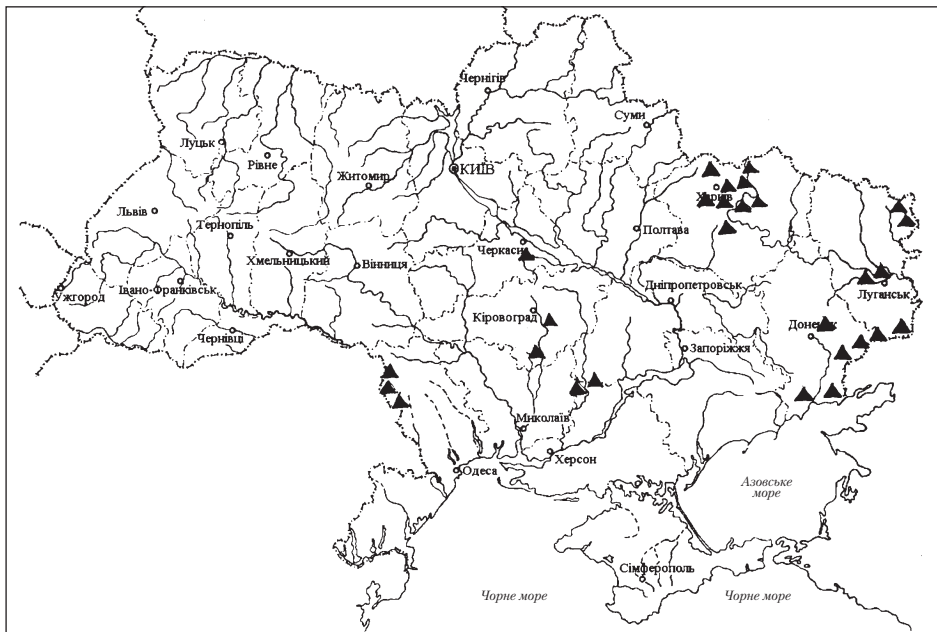 Чернігів
Суми
Луцьк
Рівне
КИЇВ
Житомир
Харків
Львів
Тернопіль
Полтава
Черкаси
Хмельницький
Вінниця
Ужгород
Івано-Франківськ
Дніпропетровськ
Луганськ
Кіровоград
Донецьк
Чернівці
Запоріжжя
Миколаїв
Херсон
Одеса
Азовське
море
Сімферополь
Чорне море
Чорне море